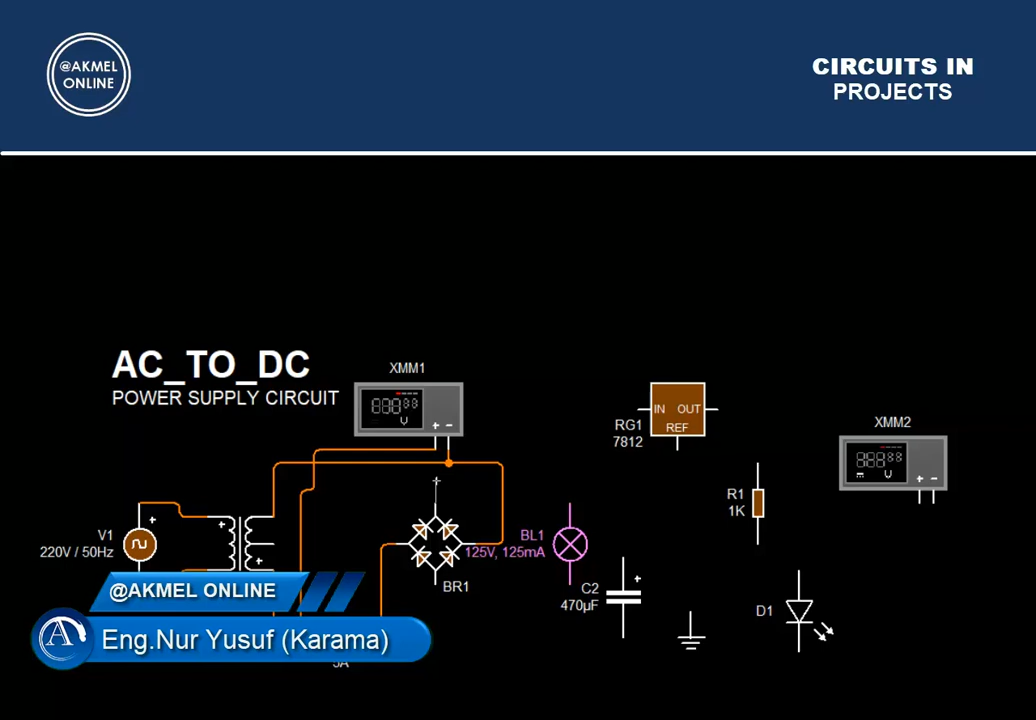 @AKMEL
ONLINE
CIRCUITS IN
PROJECTS
AC_TO_DC
POWER SUPPLY CIRCUIT
XMM1
V
+ -
IN OUT
REF
RG1
7812
XMM2
V
+ -
R1
1K
V1
220V / 50Hz
+
+
+
BL1
125V, 125mA
BR1
C2
470µF
+
D1
@AKMEL ONLINE
A
Eng.Nur Yusuf (Karama)